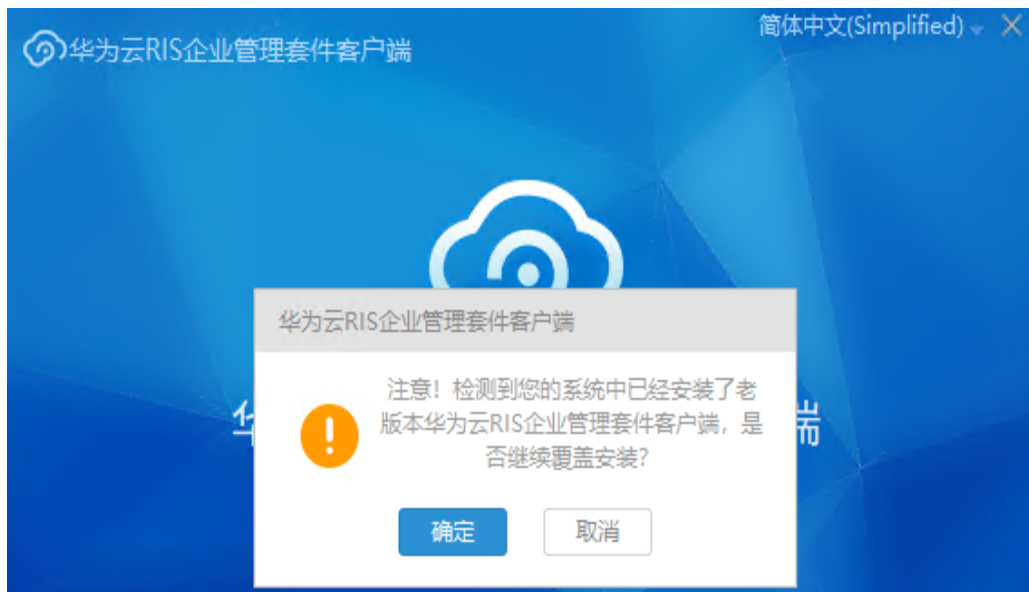 华为云RIS企业管理套件客户端
简体中文(Simplified)
华为云RIS企业管理套件客户端
注意！检测到您的系统中已经安装了老
版本华为云RIS企业管理套件客户端，是
否继续覆盖安装?
端
确定
取消